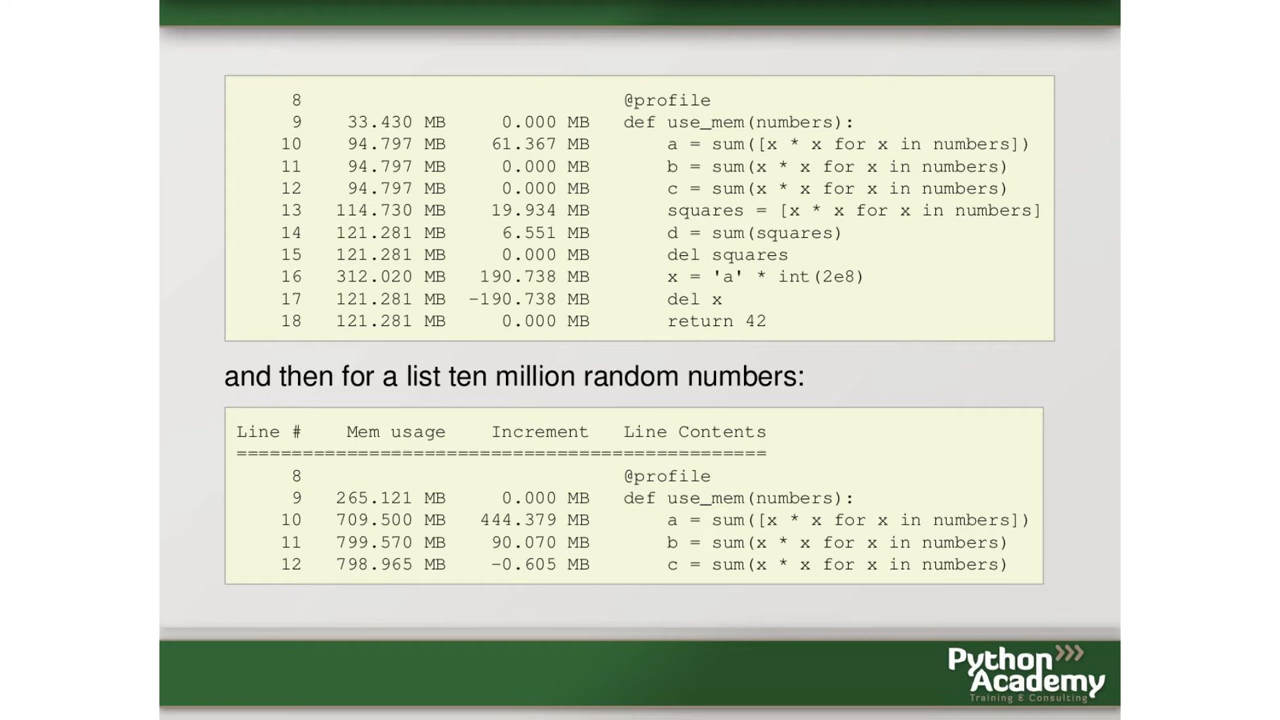 8 @profile
9 33.430 MB 0.000 MB def use_mem(numbers):
10 94.797 MB 61.367 MB a = sum([x * x for x in numbers])
11 94.797 MB 0.000 MB b = sum(x * x for x in numbers)
12 94.797 MB 0.000 MB c = sum(x * x for x in numbers)
13 114.730 MB 19.934 MB squares = [x * x for x in numbers]
14 121.281 MB 6.551 MB d = sum(squares)
15 121.281 MB 0.000 MB del squares
16 312.020 MB 190.738 MB x = 'a' * int(2e8)
17 121.281 MB -190.738 MB del x
18 121.281 MB 0.000 MB return 42
and then for a list ten million random numbers:
Line # Mem usage Increment Line Contents
================================================
8 @profile
9 265.121 MB 0.000 MB def use_mem(numbers):
10 709.500 MB 444.379 MB a = sum([x * x for x in numbers])
11 799.570 MB 90.070 MB b = sum(x * x for x in numbers)
12 798.965 MB -0.605 MB c = sum(x * x for x in numbers)
Python
Academy
Training & Consulting